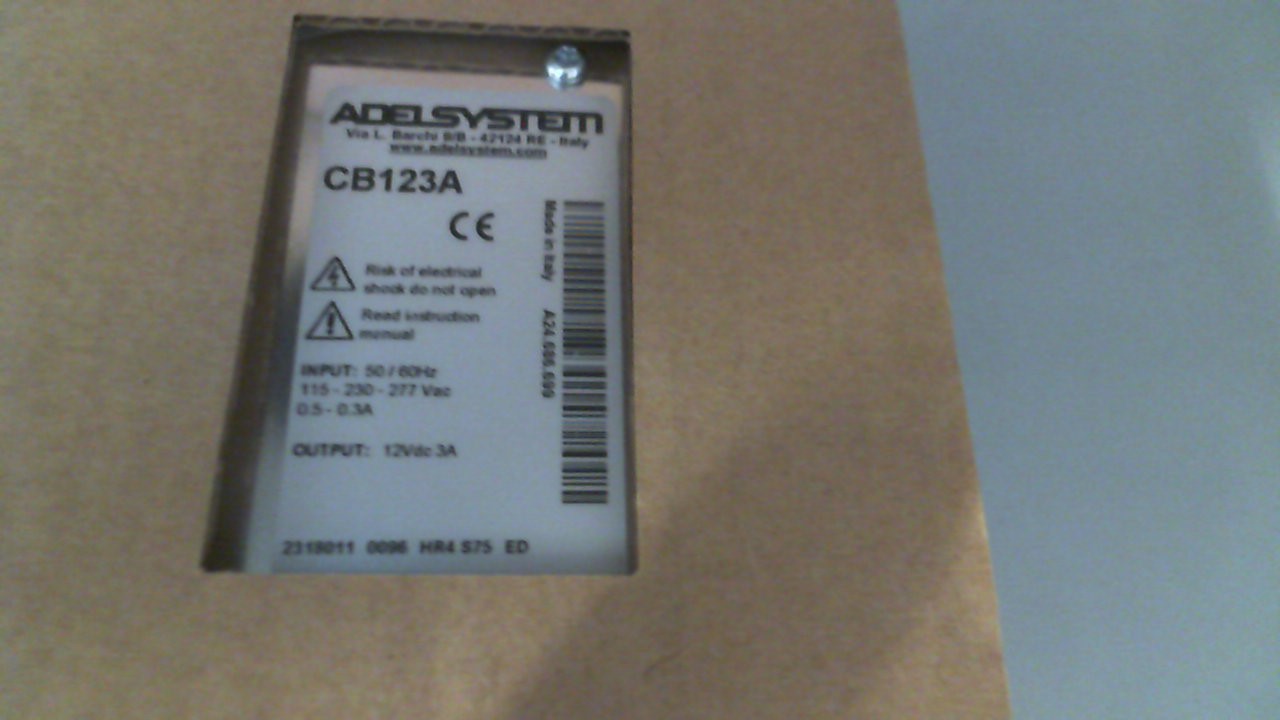 ADELSYSTEM
Via L. Barchi 9/B - 42124 RE - Italy
www.adelsystem.com
CB123A
CE
Made in Italy
Risk of electrical
shock do not open
Read instruction
manual
INPUT: 50 / 60Hz
115 - 230 - 277 Vac
0.5 - 0.3A
OUTPUT: 12Vdc 3A
2318011 0096 HR4 S75 ED